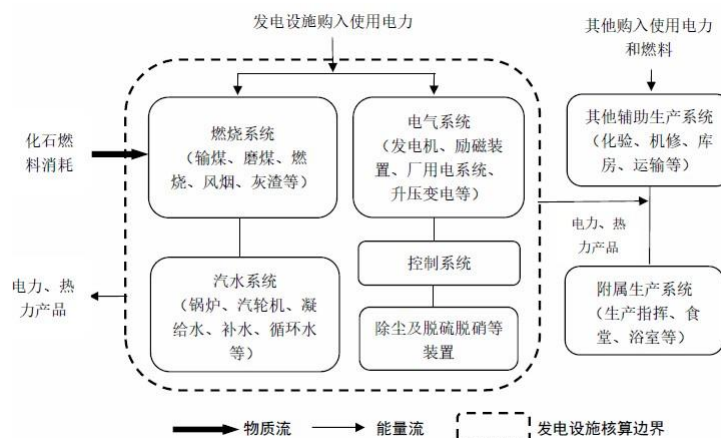 发电设施购入使用电力
其他购入使用电力
和燃料
化石燃
料消耗
燃烧系统
（输煤、磨煤、燃
烧、风烟、灰渣等）
电气系统
（发电机、励磁装
置、厂用电系统、
升压变电等）
其他辅助生产系统
（化验、机修、库
房、运输等）
电力、热
力产品
控制系统
电力、热
力产品
汽水系统
（锅炉、汽轮机、凝
给水、补水、循环水
等）
除尘及脱硫脱硝等
装置
附属生产系统
（生产指挥、食
堂、浴室等）
物质流
能量流
发电设施核算边界